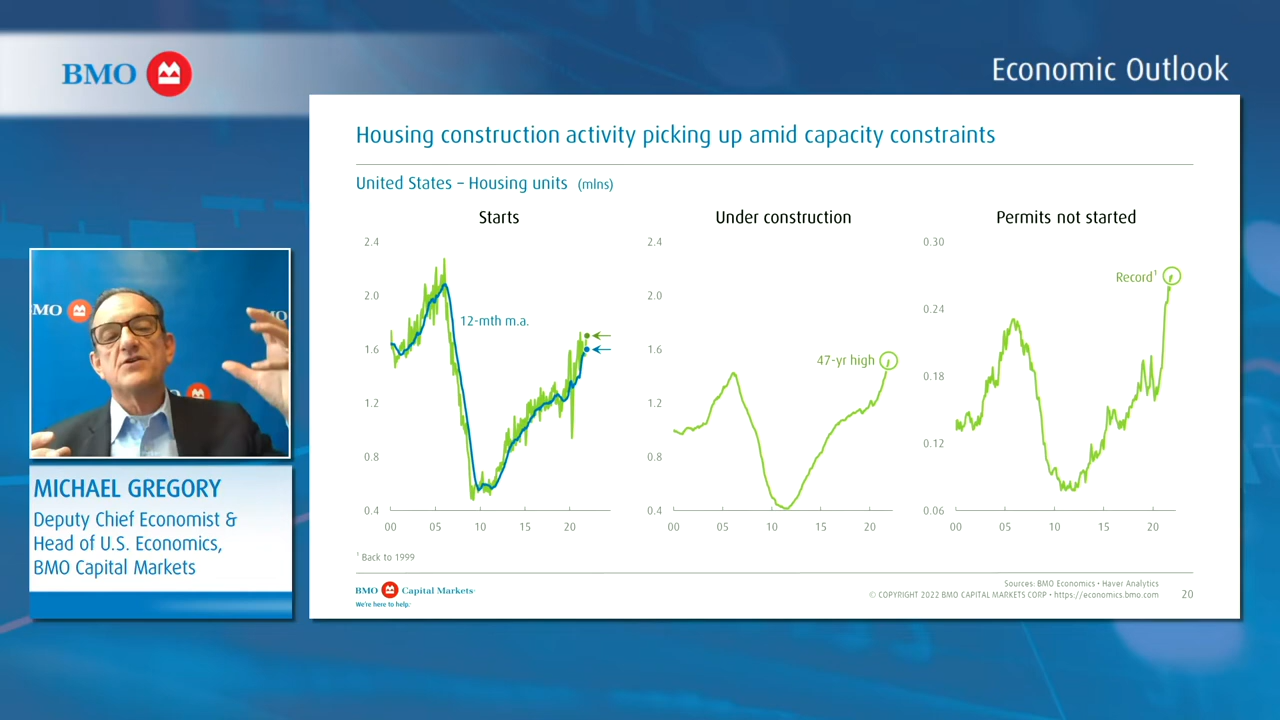 BMO
Economic Outlook
Housing construction activity picking up amid capacity constraints
United States – Housing units (mlns)
Starts
2.4
2.0
1.6
1.2
0.8
0.4
00 05 10 15 20
12-mth m.a.
Under construction
2.4
2.0
1.6
1.2
0.8
0.4
00 05 10 15 20
47-yr high
Permits not started
0.30
0.24
0.18
0.12
0.06
00 05 10 15 20
Record¹
¹ Back to 1999
BMO Capital Markets
We're here to help.
Sources: BMO Economics • Haver Analytics
© COPYRIGHT 2022 BMO CAPITAL MARKETS CORP • https://economics.bmo.com
20
MO
MO
MICHAEL GREGORY
Deputy Chief Economist &
Head of U.S. Economics,
BMO Capital Markets